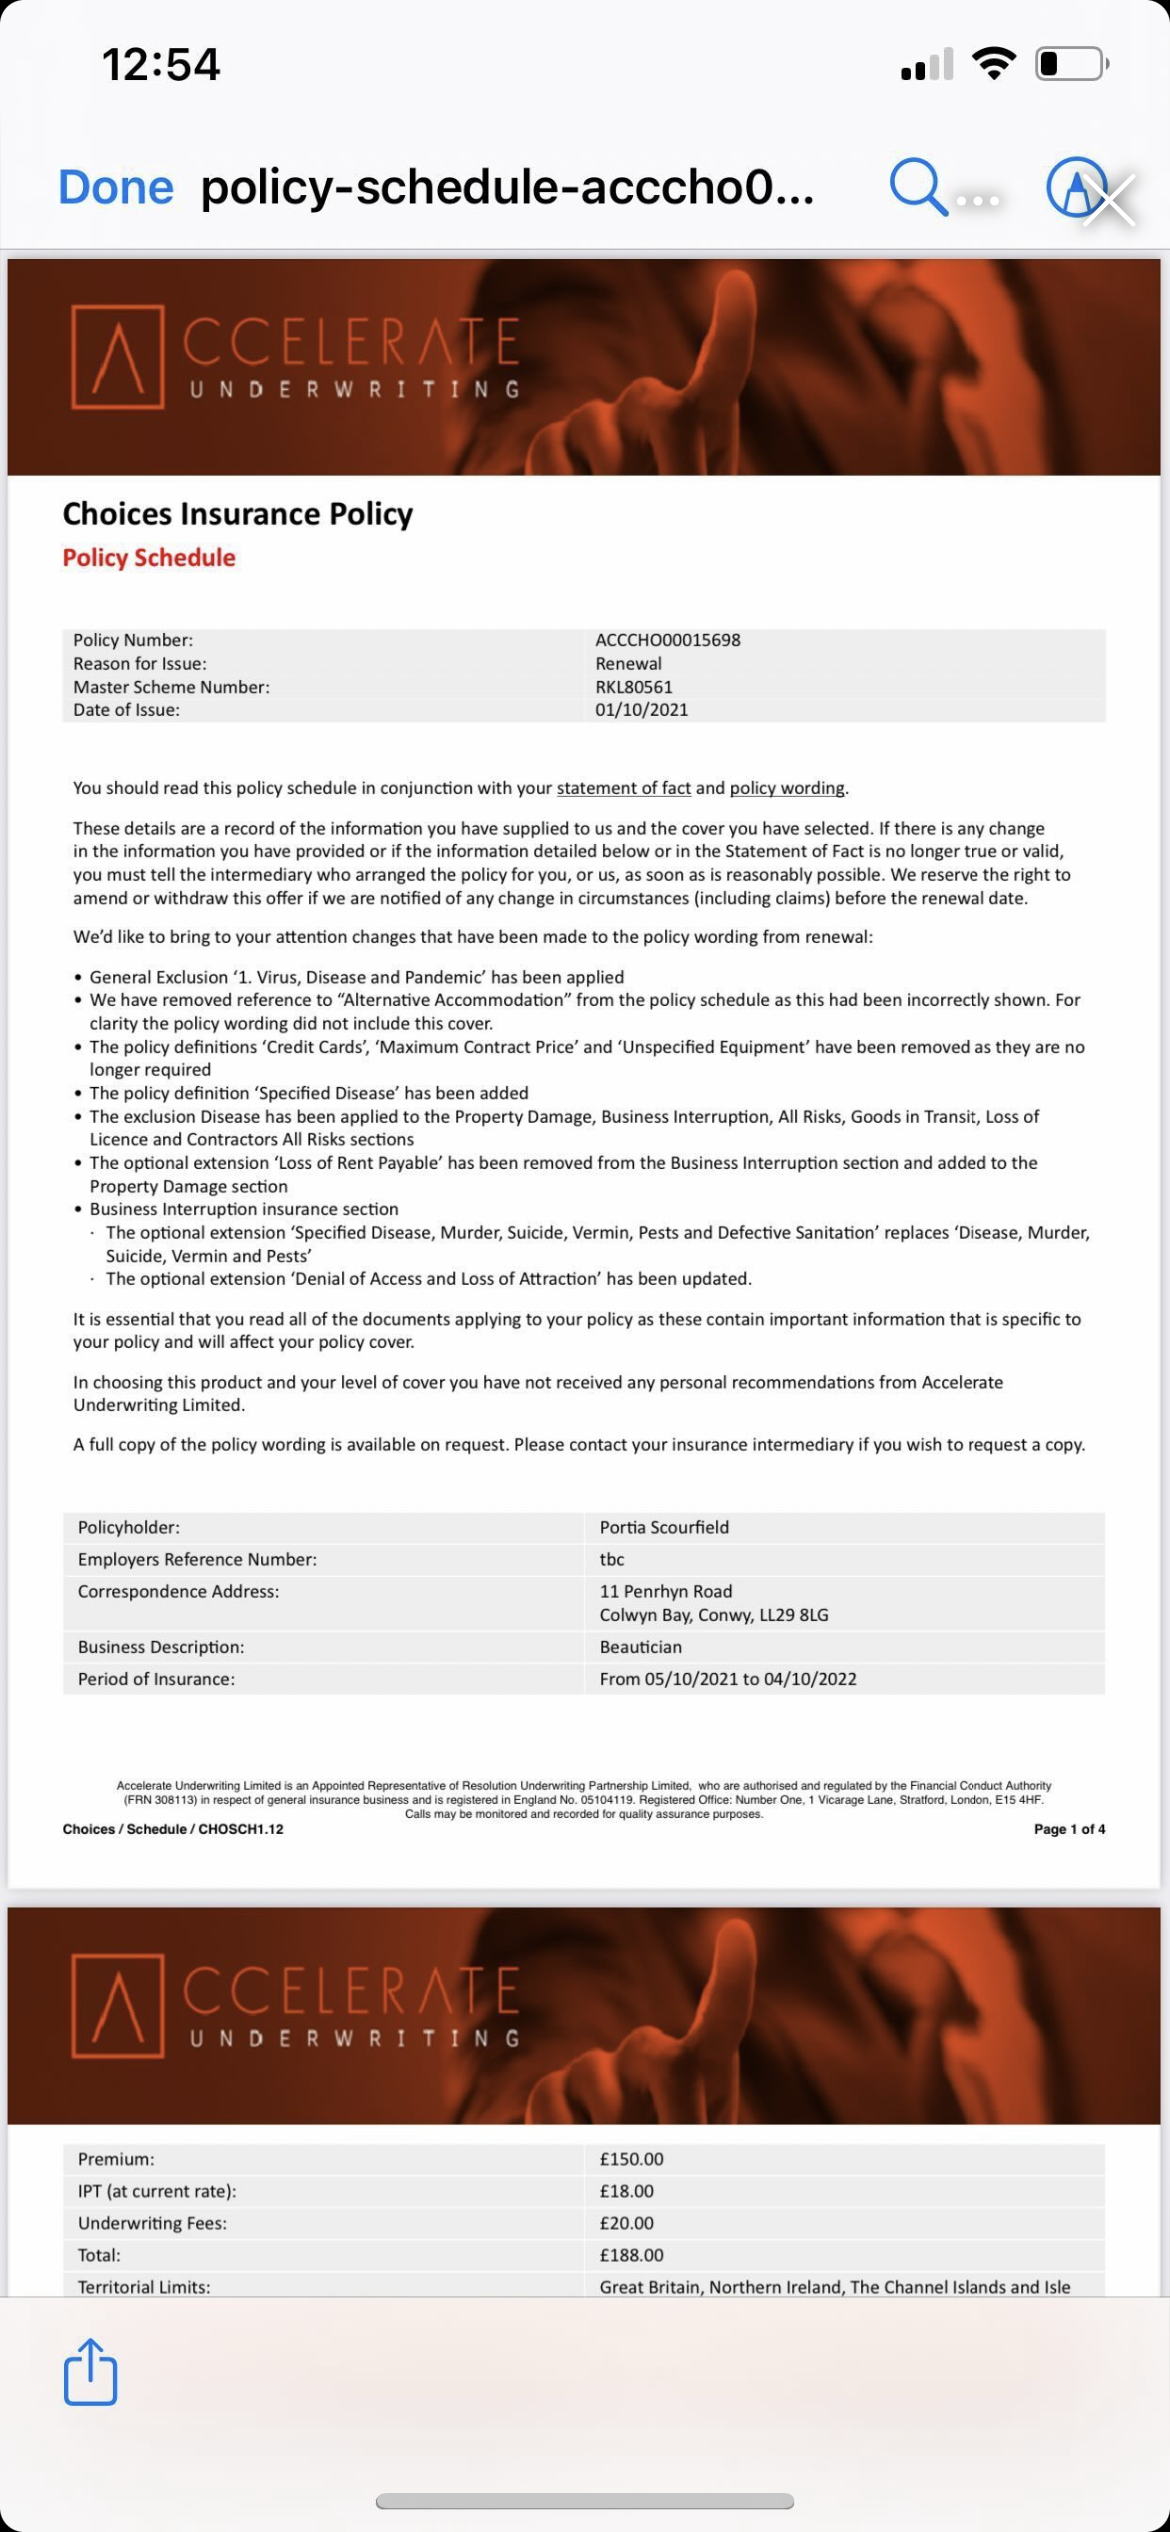 12:54
Done policy-schedule-acccho0...
ACCELERATE
UNDERWRITING
Choices Insurance Policy
Policy Schedule
Policy Number: ACCCHO00015698
Reason for Issue: Renewal
Master Scheme Number: RKL80561
Date of Issue: 01/10/2021
You should read this policy schedule in conjunction with your statement of fact and policy wording.
These details are a record of the information you have supplied to us and the cover you have selected. If there is any change
in the information you have provided or if the information detailed below or in the Statement of Fact is no longer true or valid,
you must tell the intermediary who arranged the policy for you, or us, as soon as is reasonably possible. We reserve the right to
amend or withdraw this offer if we are notified of any change in circumstances (including claims) before the renewal date.
We'd like to bring to your attention changes that have been made to the policy wording from renewal:
• General Exclusion '1. Virus, Disease and Pandemic' has been applied
• We have removed reference to "Alternative Accommodation" from the policy schedule as this had been incorrectly shown. For
clarity the policy wording did not include this cover.
• The policy definitions 'Credit Cards', 'Maximum Contract Price' and 'Unspecified Equipment' have been removed as they are no
longer required
• The policy definition 'Specified Disease' has been added
• The exclusion Disease has been applied to the Property Damage, Business Interruption, All Risks, Goods in Transit, Loss of
Licence and Contractors All Risks sections
• The optional extension 'Loss of Rent Payable' has been removed from the Business Interruption section and added to the
Property Damage section
• Business Interruption insurance section
· The optional extension 'Specified Disease, Murder, Suicide, Vermin, Pests and Defective Sanitation' replaces 'Disease, Murder,
Suicide, Vermin and Pests'
· The optional extension 'Denial of Access and Loss of Attraction' has been updated.
It is essential that you read all of the documents applying to your policy as these contain important information that is specific to
your policy and will affect your policy cover.
In choosing this product and your level of cover you have not received any personal recommendations from Accelerate
Underwriting Limited.
A full copy of the policy wording is available on request. Please contact your insurance intermediary if you wish to request a copy.
Policyholder: Portia Scourfield
Employers Reference Number: tbc
Correspondence Address: 11 Penrhyn Road
Colwyn Bay, Conwy, LL29 8LG
Business Description: Beautician
Period of Insurance: From 05/10/2021 to 04/10/2022
Accelerate Underwriting Limited is an Appointed Representative of Resolution Underwriting Partnership Limited, who are authorised and regulated by the Financial Conduct Authority
(FRN 308113) in respect of general insurance business and is registered in England No. 05104119. Registered Office: Number One, 1 Vicarage Lane, Stratford, London, E15 4HF.
Calls may be monitored and recorded for quality assurance purposes.
Choices / Schedule / CHOSCH1.12 Page 1 of 4
ACCELERATE
UNDERWRITING
Premium: £150.00
IPT (at current rate): £18.00
Underwriting Fees: £20.00
Total: £188.00
Territorial Limits: Great Britain, Northern Ireland, The Channel Islands and Isle